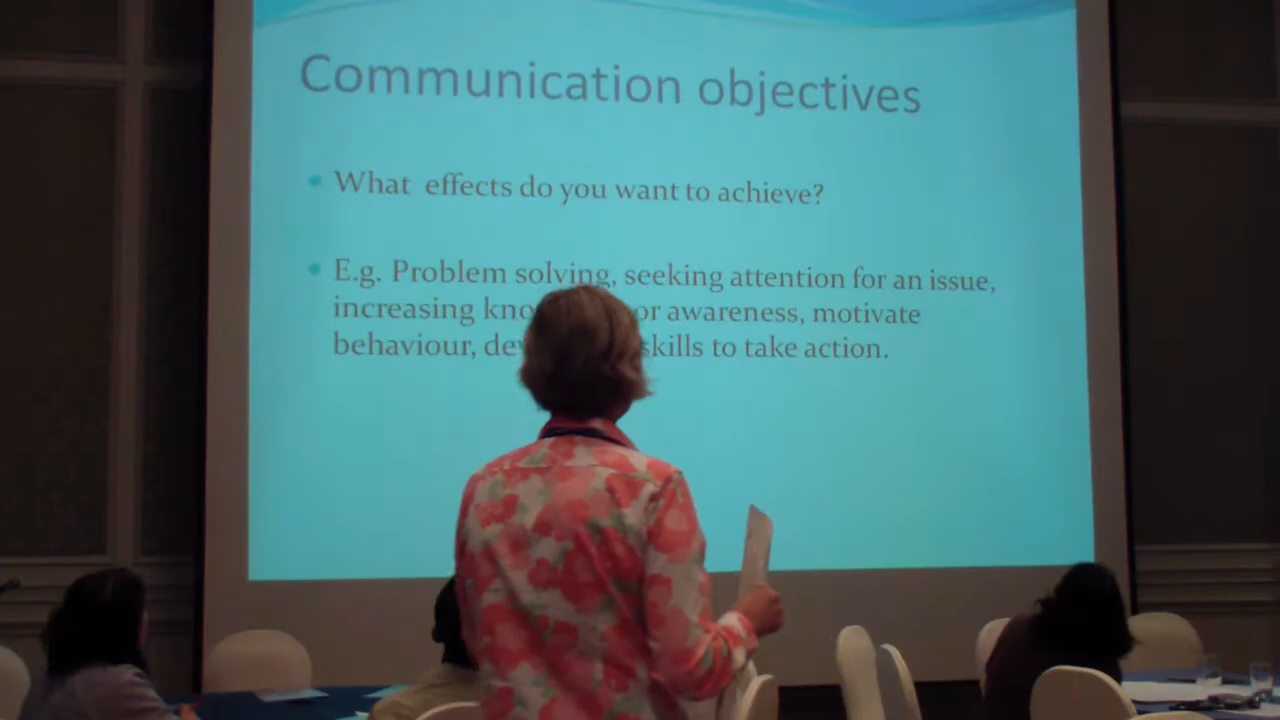 Communication objectives
What effects do you want to achieve?
E.g. Problem solving, seeking attention for an issue,
increasing or awareness, motivate
behaviour, skills to take action.